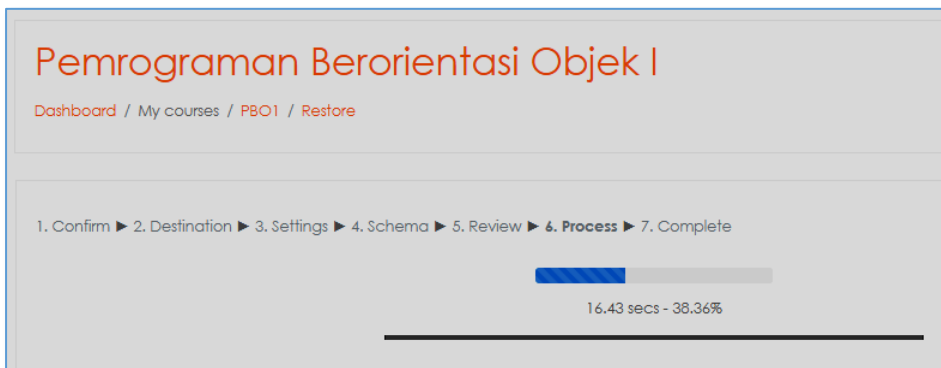 Pemrograman Berorientasi Objek I
Dashboard / My courses / PBO1 / Restore
1. Confirm ► 2. Destination ► 3. Settings ► 4. Schema ► 5. Review ► 6. Process ► 7. Complete
16.43 secs - 38.36%